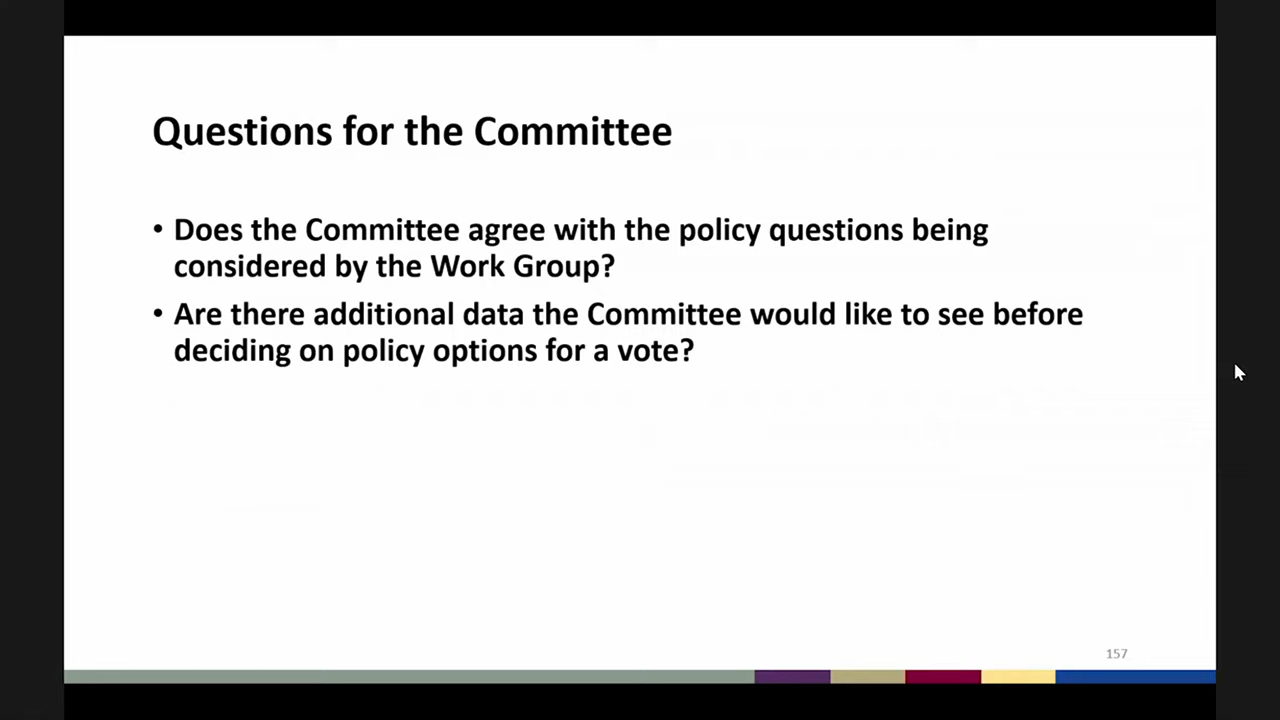 Questions for the Committee
• Does the Committee agree with the policy questions being
considered by the Work Group?
• Are there additional data the Committee would like to see before
deciding on policy options for a vote?
157